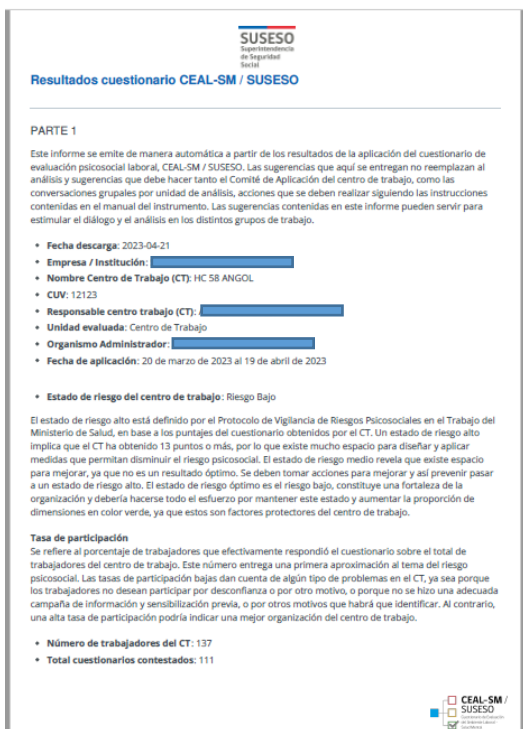 SUSESO
Superintendencia
de Seguridad
Social
Resultados cuestionario CEAL-SM / SUSESO
PARTE 1
Este informe se emite de manera automática a partir de los resultados de la aplicación del cuestionario de
evaluación psicosocial laboral, CEAL-SM / SUSESO. Las sugerencias que aquí se entregan no reemplazan al
análisis y sugerencias que debe hacer tanto el Comité de Aplicación del centro de trabajo, como las
conversaciones grupales por unidad de análisis, acciones que se deben realizar siguiendo las instrucciones
contenidas en el manual del instrumento. Las sugerencias contenidas en este informe pueden servir para
estimular el diálogo y el análisis en los distintos grupos de trabajo.
• Fecha descarga: 2023-04-21
• Empresa / Institución:
• Nombre Centro de Trabajo (CT): HC 58 ANGOL
• CUV: 12123
• Responsable centro trabajo (CT):
• Unidad evaluada: Centro de Trabajo
• Organismo Administrador:
• Fecha de aplicación: 20 de marzo de 2023 al 19 de abril de 2023
• Estado de riesgo del centro de trabajo: Riesgo Bajo
El estado de riesgo alto está definido por el Protocolo de Vigilancia de Riesgos Psicosociales en el Trabajo del
Ministerio de Salud, en base a los puntajes del cuestionario obtenidos por el CT. Un estado de riesgo alto
implica que el CT ha obtenido 13 puntos o más, por lo que existe mucho espacio para diseñar y aplicar
medidas que permitan disminuir el riesgo psicosocial. El estado de riesgo medio revela que existe espacio
para mejorar, ya que no es un resultado óptimo. Se deben tomar acciones para mejorar y así prevenir pasar
a un estado de riesgo alto. El estado de riesgo óptimo es el riesgo bajo, constituye una fortaleza de la
organización y debería hacerse todo el esfuerzo por mantener este estado y aumentar la proporción de
dimensiones en color verde, ya que estos son factores protectores del centro de trabajo.
Tasa de participación
Se refiere al porcentaje de trabajadores que efectivamente respondió el cuestionario sobre el total de
trabajadores del centro de trabajo. Este número entrega una primera aproximación al tema del riesgo
psicosocial. Las tasas de participación bajas dan cuenta de algún tipo de problemas en el CT, ya sea porque
los trabajadores no desean participar por desconfianza o por otro motivo, o porque no se hizo una adecuada
campaña de información y sensibilización previa, o por otros motivos que habrá que identificar. Al contrario,
una alta tasa de participación podría indicar una mejor organización del centro de trabajo.
• Número de trabajadores del CT: 137
• Total cuestionarios contestados: 111
CEAL-SM /
SUSESO